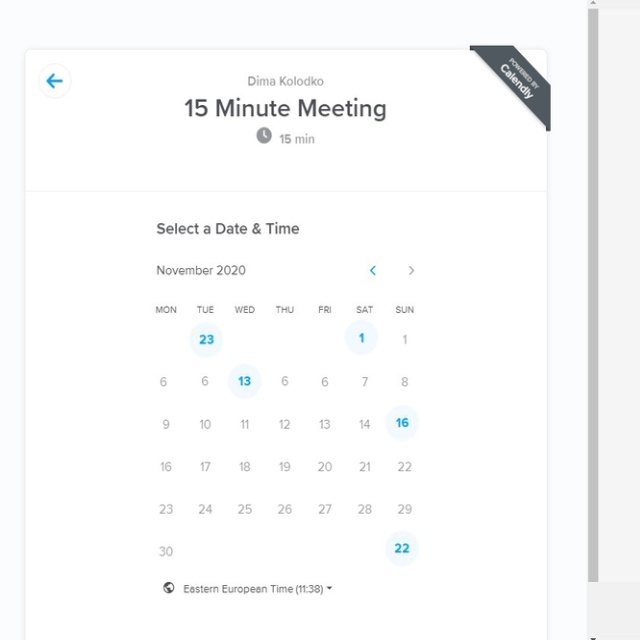 Dima Kolodko
15 Minute Meeting
15 min
POWERED BY
Calendly
Select a Date & Time
November 2020
MON TUE WED THU FRI SAT SUN
23 1 1
6 6 13 6 6 7 8
9 10 11 12 13 14 16
16 17 18 19 20 21 22
23 24 25 26 27 28 29
30 22
Eastern European Time (11:38)